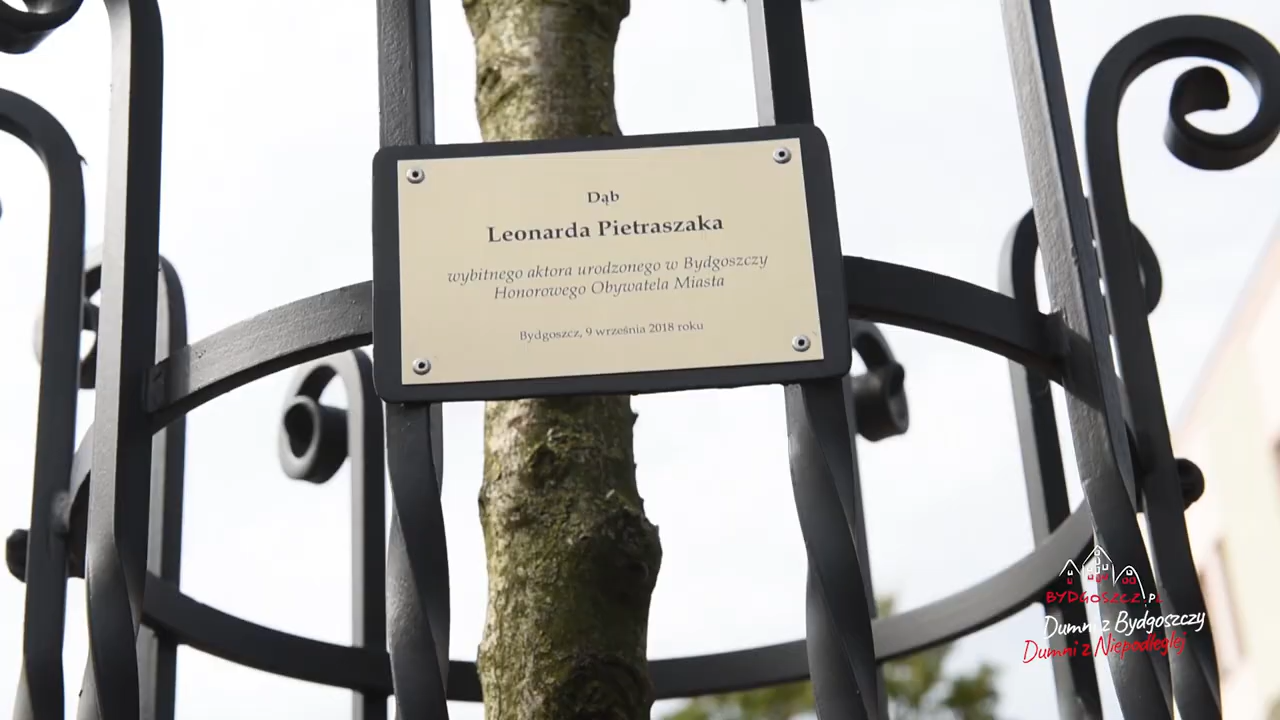 Dąb
Leonarda Pietraszaka
wybitnego aktora urodzonego w Bydgoszczy
Honorowego Obywatela Miasta
Bydgoszcz, 9 września 2018 roku
BYDGOSZCZ.PL
Dumni z Bydgoszczy
Dumni z Niepodległej